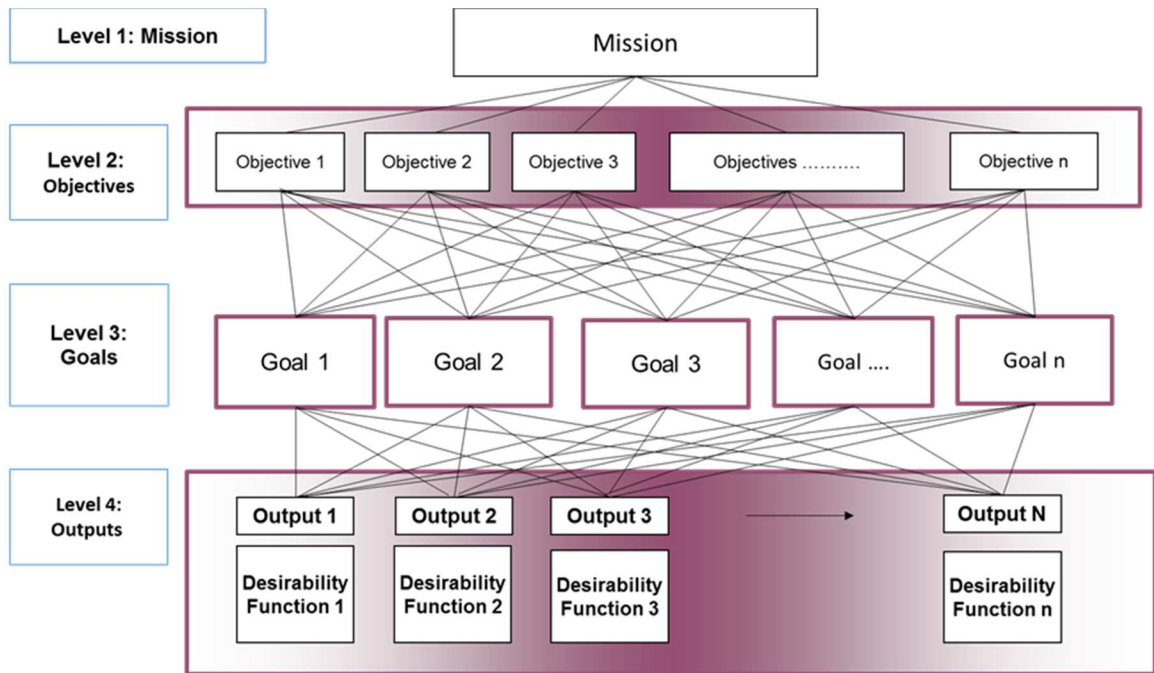 Level 1: Mission
Mission
Level 2:
Objectives
Objective 1
Objective 2
Objective 3
Objectives ……….
Objective n
Level 3:
Goals
Goal 1
Goal 2
Goal 3
Goal ….
Goal n
Level 4:
Outputs
Output 1
Output 2
Output 3
Output N
Desirability
Function 1
Desirability
Function 2
Desirability
Function 3
Desirability
Function n